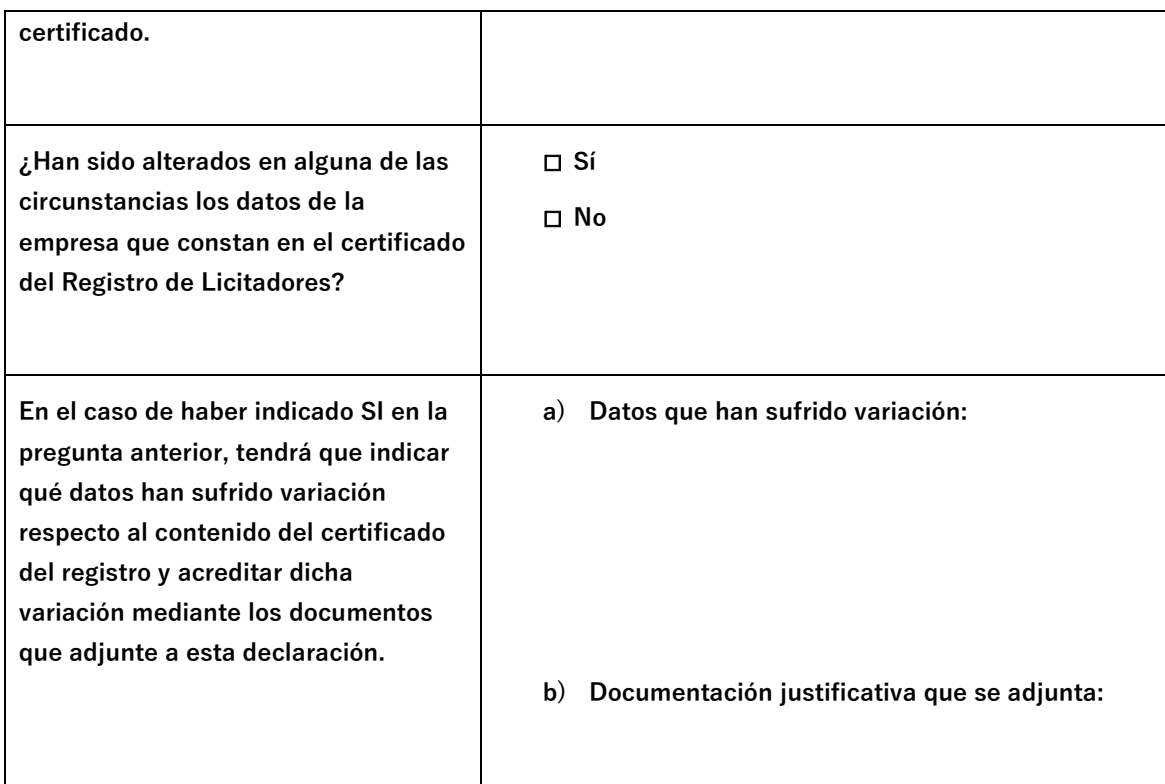 certificado.
¿Han sido alterados en alguna de las
circunstancias los datos de la
empresa que constan en el certificado
del Registro de Licitadores?
□ Sí
□ No
En el caso de haber indicado SI en la
pregunta anterior, tendrá que indicar
qué datos han sufrido variación
respecto al contenido del certificado
del registro y acreditar dicha
variación mediante los documentos
que adjunte a esta declaración.
a) Datos que han sufrido variación:
b) Documentación justificativa que se adjunta: